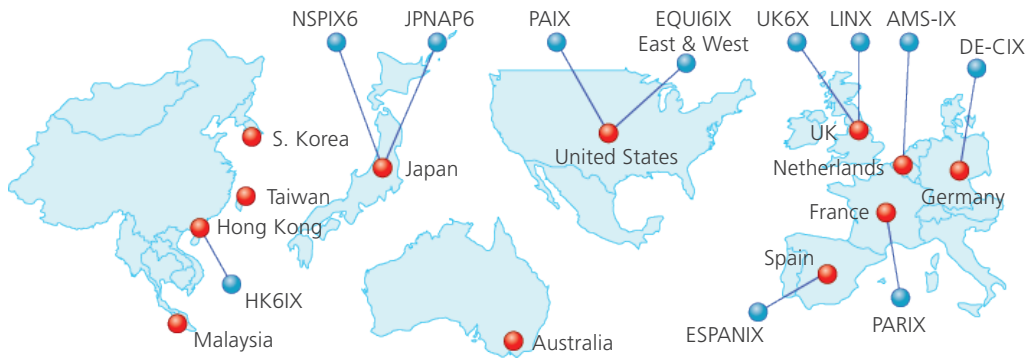 NSPIX6
JPNAP6
PAIX
EQUI6IX
East & West
UK6X
LINX
AMS-IX
DE-CIX
S. Korea
Japan
United States
UK
Netherlands
Germany
Taiwan
Hong Kong
France
Spain
HK6IX
Malaysia
Australia
ESPANIX
PARIX